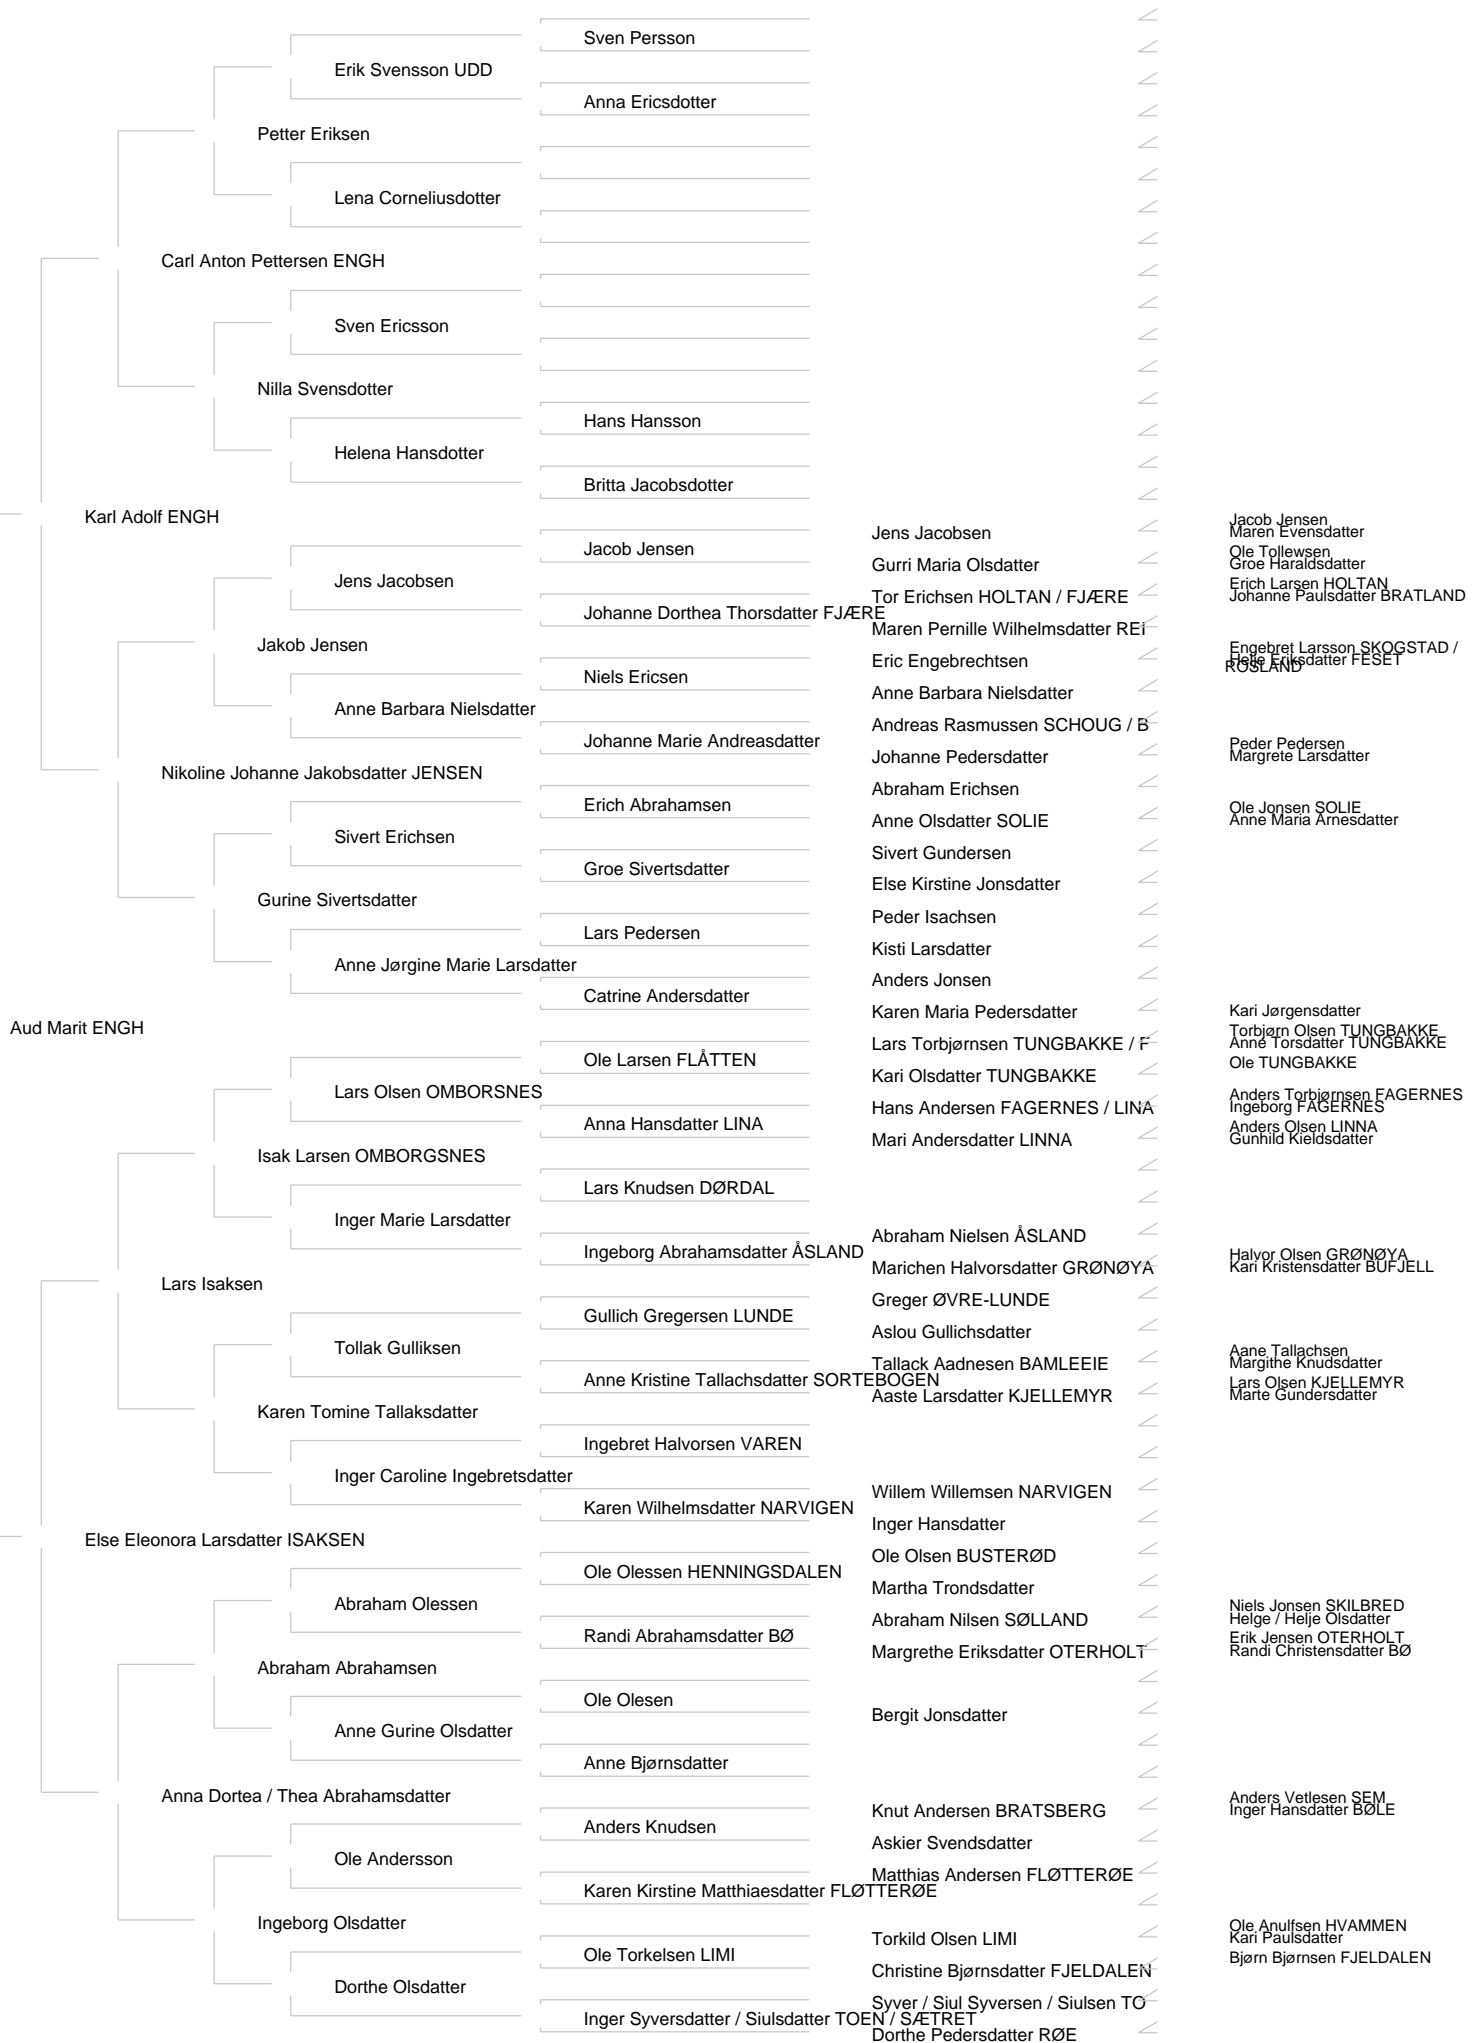 Sven Persson
Erik Svensson UDD
Anna Ericsdotter
Petter Eriksen
Lena Corneliusdotter
Carl Anton Pettersen ENGH
Sven Ericsson
Nilla Svensdotter
Hans Hansson
Helena Hansdotter
Britta Jacobsdotter
Karl Adolf ENGH
Jacob Jensen
Jens Jacobsen
Maren Evensdatter
Jacob Jensen
Ole Tollewsen
Gurri Maria Olsdatter
Groe Haraldsdatter
Jens Jacobsen
Erich Larsen HOLTAN
Tor Erichsen HOLTAN / FJÆRE
Johanne Paulsdatter BRATLAND
Johanne Dorthea Thorsdatter FJÆRE
Maren Pernille Wilhelmsdatter REI
Jakob Jensen
Engebret Larsson SKOGSTAD /
ROSLAND
Eric Engebrechtsen
Helje Eriksdatter FESET
Niels Ericsen
Anne Barbara Nielsdatter
Anne Barbara Nielsdatter
Andreas Rasmussen SCHOUG / B
Johanne Marie Andreasdatter
Peder Pedersen
Johanne Pedersdatter
Margrete Larsdatter
Nikoline Johanne Jakobsdatter JENSEN
Abraham Erichsen
Erich Abrahamsen
Ole Jonsen SOLIE
Anne Olsdatter SOLIE
Anne Maria Arnesdatter
Sivert Erichsen
Sivert Gundersen
Groe Sivertsdatter
Else Kirstine Jonsdatter
Gurine Sivertsdatter
Peder Isachsen
Lars Pedersen
Kisti Larsdatter
Anne Jørgine Marie Larsdatter
Anders Jonsen
Catrine Andersdatter
Karen Maria Pedersdatter
Kari Jørgensdatter
Aud Marit ENGH
Torbjørn Olsen TUNGBAKKE
Lars Torbjørnsen TUNGBAKKE / F
Anne Torsdatter TUNGBAKKE
Ole Larsen FLÅTTEN
Ole TUNGBAKKE
Kari Olsdatter TUNGBAKKE
Lars Olsen OMBORSNES
Anders Torbjørnsen FAGERNES
Hans Andersen FAGERNES / LINA
Ingeborg FAGERNES
Anna Hansdatter LINA
Anders Olsen LINNA
Mari Andersdatter LINNA
Gunhild Kieldsdatter
Isak Larsen OMBORGSNES
Lars Knudsen DØRDAL
Inger Marie Larsdatter
Abraham Nielsen ÅSLAND
Ingeborg Abrahamsdatter ÅSLAND
Halvor Olsen GRØNØYA
Marichen Halvorsdatter GRØNØYA
Kari Kristensdatter BUFJELL
Lars Isaksen
Greger ØVRE-LUNDE
Gullich Gregersen LUNDE
Aslou Gullichsdatter
Tollak Gulliksen
Aane Tallachsen
Tallack Aadnesen BAMLEEIE
Margithe Knudsdatter
Anne Kristine Tallachsdatter SORTEBOGEN
Lars Olsen KJELLEMYR
Aaste Larsdatter KJELLEMYR
Marte Gundersdatter
Karen Tomine Tallaksdatter
Ingebret Halvorsen VAREN
Inger Caroline Ingebretsdatter
Willem Willemsen NARVIGEN
Karen Wilhelmsdatter NARVIGEN
Inger Hansdatter
Else Eleonora Larsdatter ISAKSEN
Ole Olsen BUSTERØD
Ole Olessen HENNINGSDALEN
Martha Trondsdatter
Abraham Olessen
Niels Jonsen SKILBRED
Abraham Nilsen SØLLAND
Helge / Helje Olsdatter
Randi Abrahamsdatter BØ
Erik Jensen OTERHOLT
Margrethe Eriksdatter OTERHOLT
Randi Christensdatter BØ
Abraham Abrahamsen
Ole Olesen
Bergit Jonsdatter
Anne Gurine Olsdatter
Anne Bjørnsdatter
Anna Dortea / Thea Abrahamsdatter
Anders Vetlesen SEM
Knut Andersen BRATSBERG
Inger Hansdatter BØLE
Anders Knudsen
Askier Svendsdatter
Ole Andersson
Matthias Andersen FLØTTERØE
Karen Kirstine Matthiaesdatter FLØTTERØE
Ingeborg Olsdatter
Ole Anulfsen HVAMMEN
Torkild Olsen LIMI
Kari Paulsdatter
Ole Torkelsen LIMI
Bjørn Bjørnsen FJELDALEN
Christine Bjørnsdatter FJELDALEN
Dorthe Olsdatter
Syver / Siul Syversen / Siulsen TO
Inger Syversdatter / Siulsdatter TOEN / SÆTRET
Dorthe Pedersdatter RØE